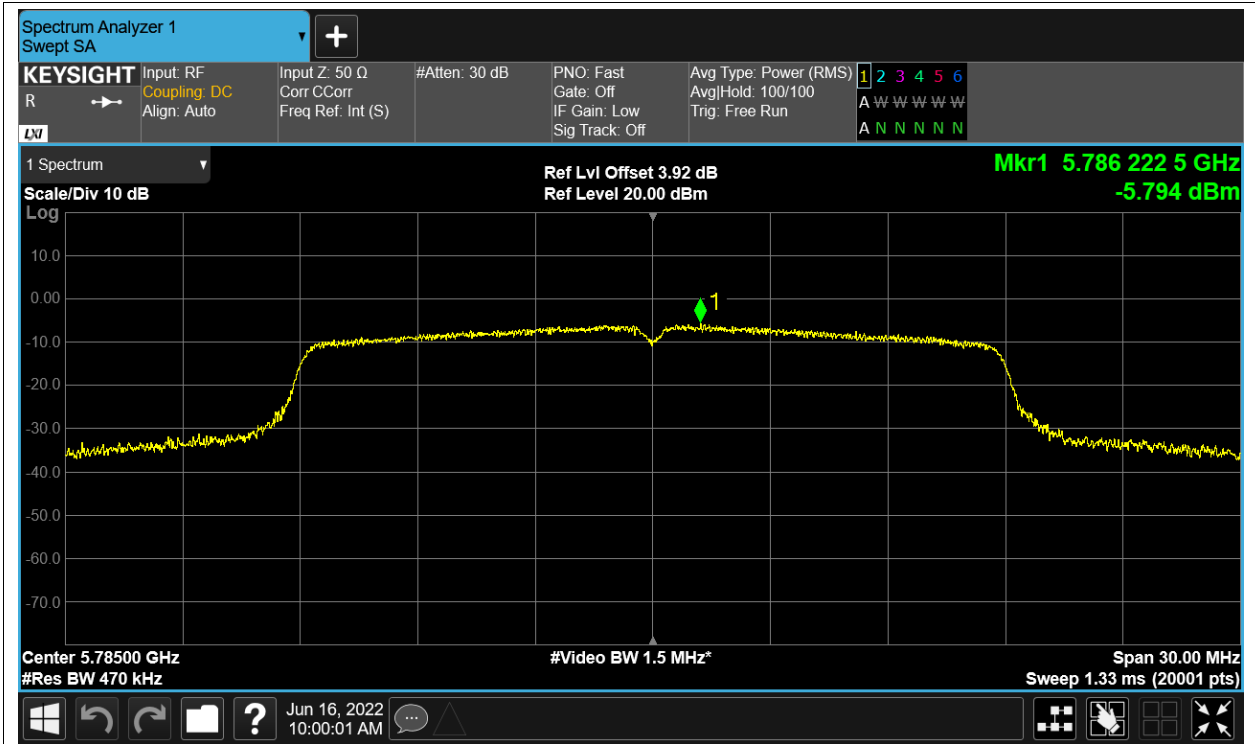 Spectrum Analyzer 1
Swept SA
KEYSIGHT
R
LXI
Input: RF
Coupling: DC
Align: Auto
Input Z: 50 Ω
Corr CCorr
Freq Ref: Int (S)
#Atten: 30 dB
PNO: Fast
Gate: Off
IF Gain: Low
Sig Track: Off
Avg Type: Power (RMS)
Avg|Hold: 100/100
Trig: Free Run
1 2 3 4 5 6
A W W W W W
A N N N N N
1 Spectrum
Scale/Div 10 dB
Log
Ref Lvl Offset 3.92 dB
Ref Level 20.00 dBm
Mkr1 5.786 222 5 GHz
-5.794 dBm
10.0
0.00
1
-10.0
-20.0
-30.0
-40.0
-50.0
-60.0
-70.0
Center 5.78500 GHz
#Video BW 1.5 MHz*
Span 30.00 MHz
#Res BW 470 kHz
Sweep 1.33 ms (20001 pts)
?
Jun 16, 2022
10:00:01 AM